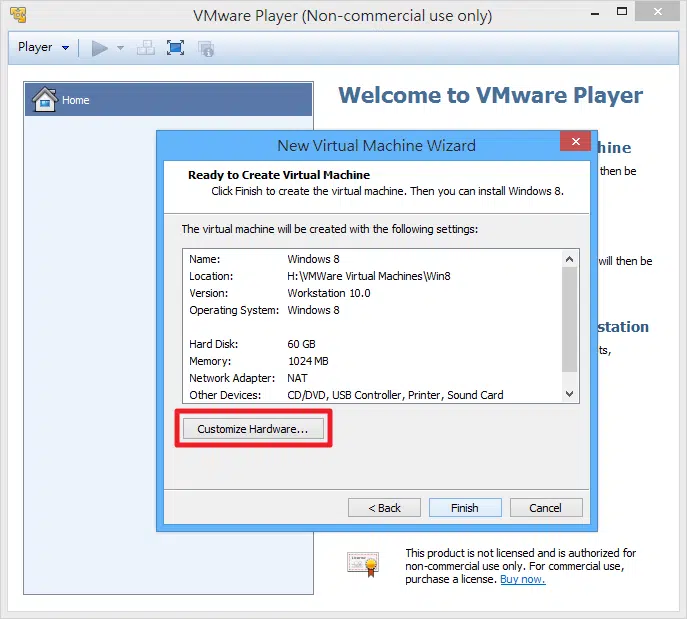 VMware Player (Non-commercial use only)
Player
Home
Welcome to VMware Player
hine
then be
will then be
station
ts,
New Virtual Machine Wizard
Ready to Create Virtual Machine
Click Finish to create the virtual machine. Then you can install Windows 8.
The virtual machine will be created with the following settings:
Name: Windows 8
Location: H:\VMWare Virtual Machines\Win8
Version: Workstation 10.0
Operating System: Windows 8
Hard Disk: 60 GB
Memory: 1024 MB
Network Adapter: NAT
Other Devices: CD/DVD, USB Controller, Printer, Sound Card
Customize Hardware...
< Back Finish Cancel
This product is not licensed and is authorized for
non-commercial use only. For commercial use,
purchase a license. Buy now.